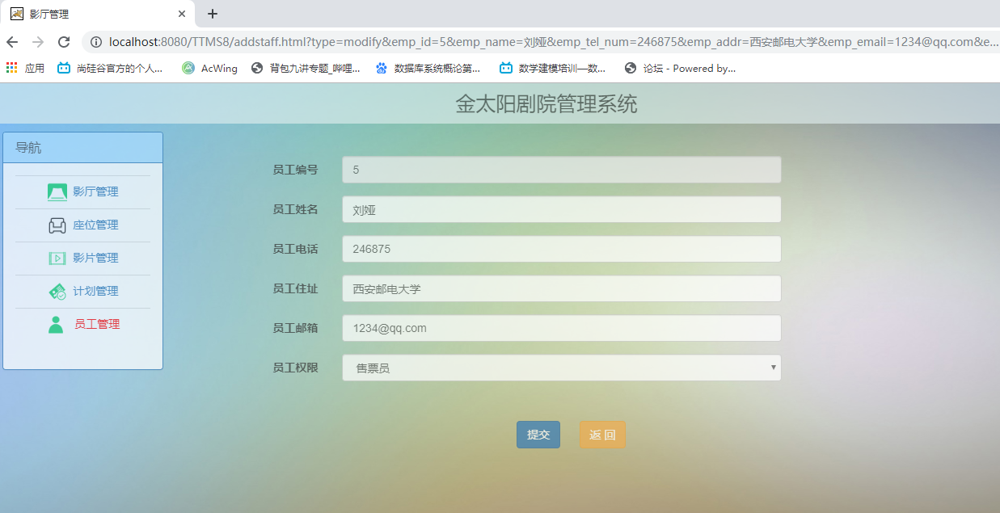 影厅管理
localhost:8080/TTMS8/addstaff.html?type=modify&emp_id=5&emp_name=刘娅&emp_tel_num=246875&emp_addr=西安邮电大学&emp_email=1234@qq.com&e...
应用 尚硅谷官方的个人... AcWing 背包九讲专题_哔哩... 数据库系统概论第... 数学建模培训—数... 论坛 - Powered by...
金太阳剧院管理系统
导航
影厅管理
座位管理
影片管理
计划管理
员工管理
员工编号 5
员工姓名 刘娅
员工电话 246875
员工住址 西安邮电大学
员工邮箱 1234@qq.com
员工权限 售票员
提交 返 回